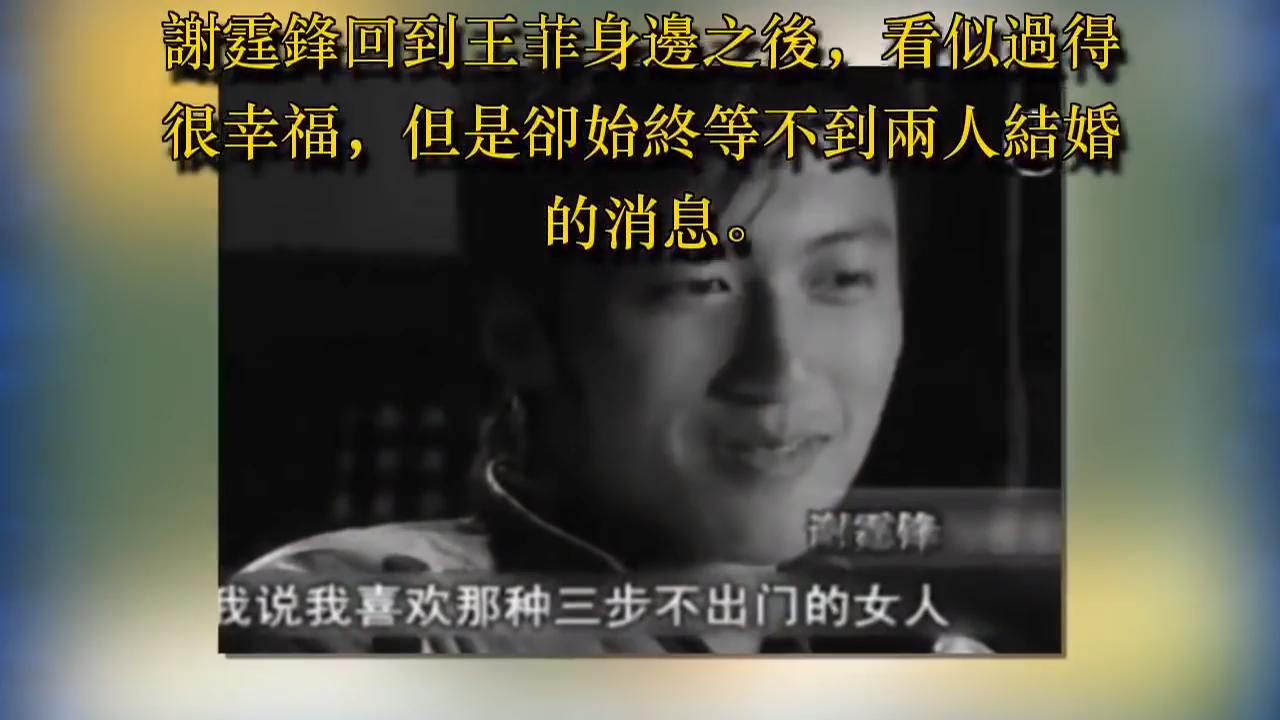 謝霆鋒回到王菲身邊之後，看似過得
很幸福，但是卻始終等不到兩人結婚
的消息。
谢霆锋
我说我喜欢那种三步不出门的女人